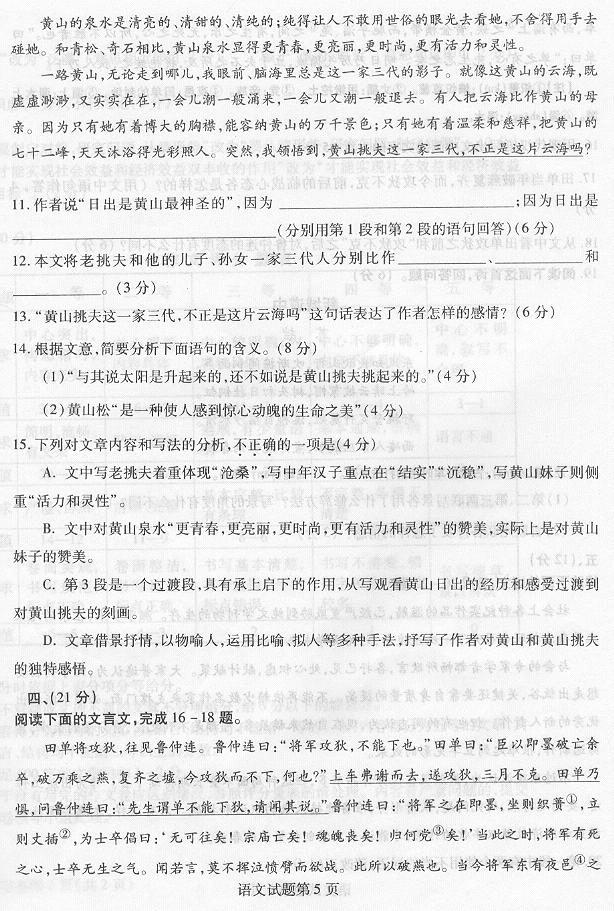 黄山的泉水是清亮的、清甜的、清纯的;纯得让人不敢用世俗的眼光去看她,不舍得用手去
碰她。和青松、奇石相比,黄山泉水显得更青春,更亮丽,更时尚,更有活力和灵性。
一路黄山,无论走到哪儿,我眼前、脑海里总是这一家三代的影子。就像这黄山的云海,既
虚虚渺渺,又实实在在,一会儿潮一般涌来,一会儿又潮一般退去。有人把云海比作黄山的母
亲。因为只有她有着博大的胸襟,能容纳黄山的万千景色;只有她有着温柔和慈祥,把黄山的
七十二峰,天天沐浴得光彩照人。突然,我领悟到,黄山挑夫这一家三代,不正是这片云海吗?
11.作者说“日出是黄山最神圣的”,因为 ____________________;因为日出是
____________________(分别用第1段和第2段的语句回答)(6分)
12.本文将老挑夫和他的儿子、孙女一家三代人分别比作________、________和
________。(3分)
13.“黄山挑夫这一家三代,不正是这片云海吗”这句话表达了作者怎样的感情?(6分)
14.根据文意,简要分析下面语句的含义。(8分)
(1)“与其说太阳是升起来的,还不如说是黄山挑夫挑起来的。”(4分)
(2)黄山松“是一种使人感到惊心动魄的生命之美”(4分)
15.下列对文章内容和写法的分析,不正确的一项是(4分)
A.文中写老挑夫着重体现“沧桑”,写中年汉子重点在“结实”“沉稳”,写黄山妹子则侧
重“活力和灵性”。
B.文中对黄山泉水“更青春,更亮丽,更时尚,更有活力和灵性”的赞美,实际上是对黄山
妹子的赞美。
C.第3段是一个过渡段,具有承上启下的作用,从写观看黄山日出的经历和感受过渡到
对黄山挑夫的刻画。
D.文章借景抒情,以物喻人,运用比喻、拟人等多种手法,抒写了作者对黄山和黄山挑夫
的独特感悟。
四、(21分)
阅读下面的文言文,完成16-18题。
田单将攻狄,往见鲁仲连。鲁仲连曰:“将军攻狄,不能下也。”田单曰:“臣以即墨破亡余
卒,破万乘之燕,复齐之墟,今攻狄而不下,何也?”上车弗谢而去,遂攻狄,三月不克。田单乃
惧,问鲁仲连曰:“先生谓单不能下狄,请闻其说。”鲁仲连曰:“将军之在即墨,坐则织蒉①,立
则丈插②,为士卒倡曰:‘无可往矣!宗庙亡矣!魂魄丧矣!归何党③矣!’当此之时,将军有死
之心,士卒无生之气。闻若言,莫不挥泣愤臂而欲战。此所以破燕也。当今将军东有夜邑④之
语文试题第5页